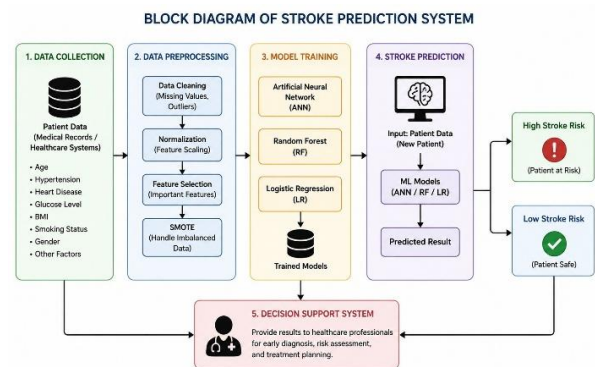 BLOCK DIAGRAM OF STROKE PREDICTION SYSTEM
1. DATA COLLECTION
Patient Data
(Medical Records /
Healthcare Systems)
• Age
• Hypertension
• Heart Disease
• Glucose Level
• BMI
• Smoking Status
• Gender
• Other Factors
2. DATA PREPROCESSING
Data Cleaning
(Missing Values,
Outliers)
Normalization
(Feature Scaling)
Feature Selection
(Important Features)
SMOTE
(Handle Imbalanced
Data)
3. MODEL TRAINING
Artificial Neural
Network
(ANN)
Random Forest
(RF)
Logistic Regression
(LR)
Trained Models
4. STROKE PREDICTION
Input: Patient Data
(New Patient)
ML Models
(ANN / RF / LR)
Predicted Result
High Stroke Risk
(Patient at Risk)
Low Stroke Risk
(Patient Safe)
5. DECISION SUPPORT SYSTEM
Provide results to healthcare professionals
for early diagnosis, risk assessment,
and treatment planning.